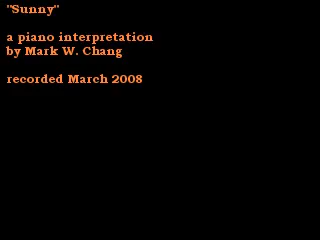 "Sunny"
a piano interpretation
by Mark W. Chang
recorded March 2008